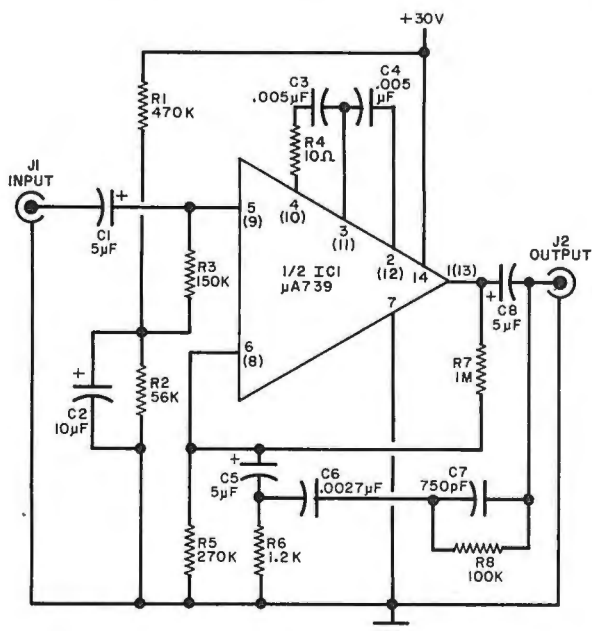 +30V
R1
470K
C3
.005µF
C4
.005
µF
R4
10Ω
J1
INPUT
+
C1
5µF
5
(9)
4
(10)
3
(11)
2
(12)
14
1(13)
R3
150K
1/2 IC1
µA739
7
J2
OUTPUT
+
C8
5µF
6
(8)
R7
1M
+
C2
10µF
R2
56K
+
C5
5µF
C6
.0027µF
C7
750pF
R5
270K
R6
1.2K
R8
100K